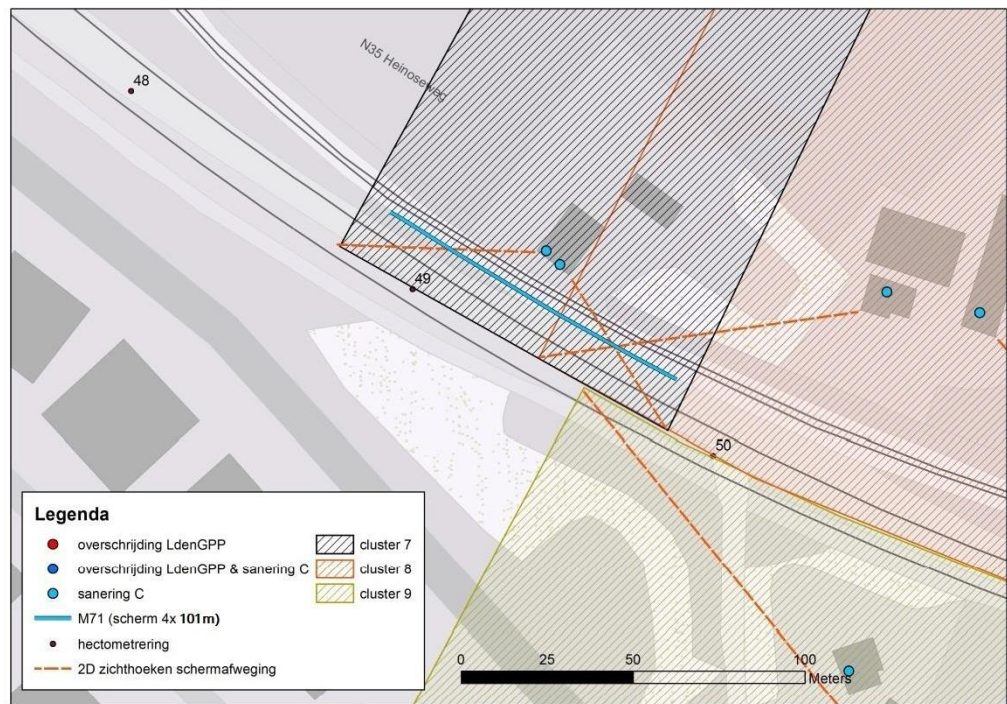 48
N35 Heinoseweg
49
50
Legenda
overschrijding LdenGPP
overschrijding LdenGPP & sanering C
sanering C
M71 (scherm 4x 101m)
hectometrering
2D zichthoeken schermafweging
cluster 7
cluster 8
cluster 9
0 25 50 100
Meters